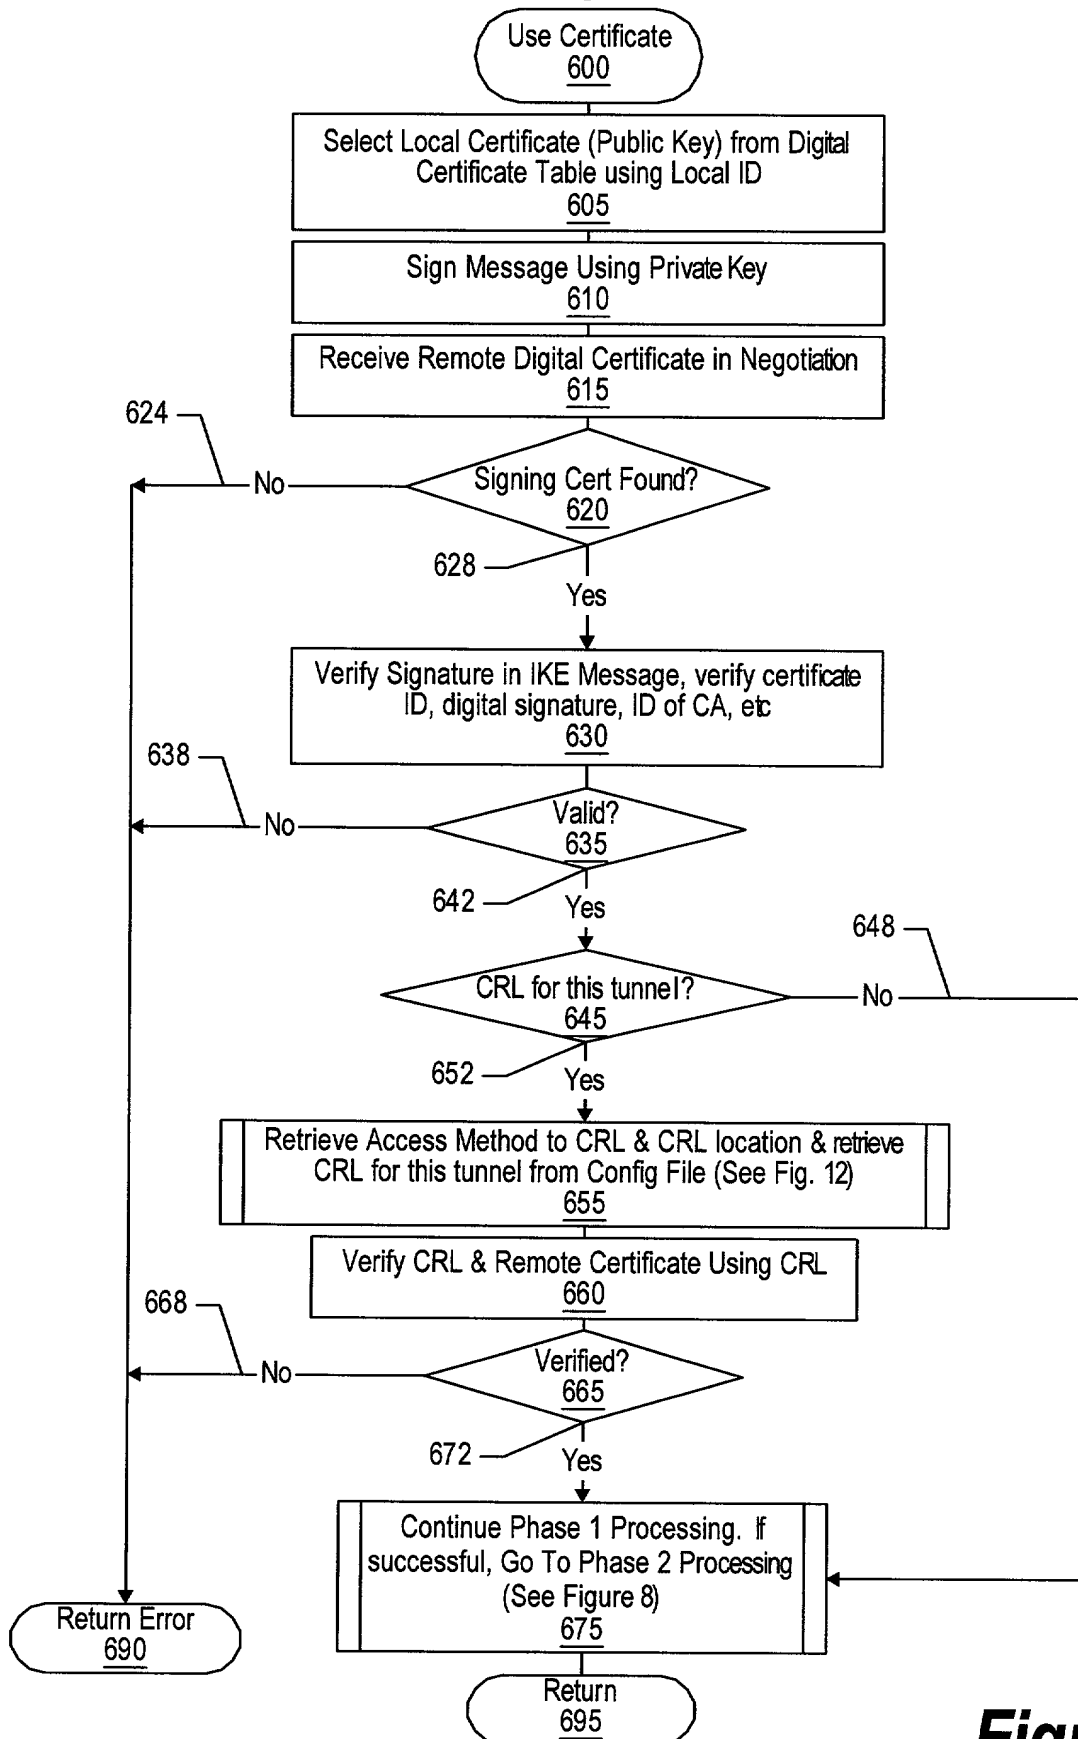 Use Certificate
600
Select Local Certificate (Public Key) from Digital
Certificate Table using Local ID
605
Sign Message Using Private Key
610
Receive Remote Digital Certificate in Negotiation
615
624
No
Signing Cert Found?
620
628
Yes
Verify Signature in IKE Message, verify certificate
ID, digital signature, ID of CA, etc
630
638
No
Valid?
635
642
Yes
648
CRL for this tunnel?
645
No
652
Yes
Retrieve Access Method to CRL & CRL location & retrieve
CRL for this tunnel from Config File (See Fig. 12)
655
Verify CRL & Remote Certificate Using CRL
660
668
No
Verified?
665
672
Yes
Continue Phase 1 Processing. If
successful, Go To Phase 2 Processing
(See Figure 8)
675
Return Error
690
Return
695